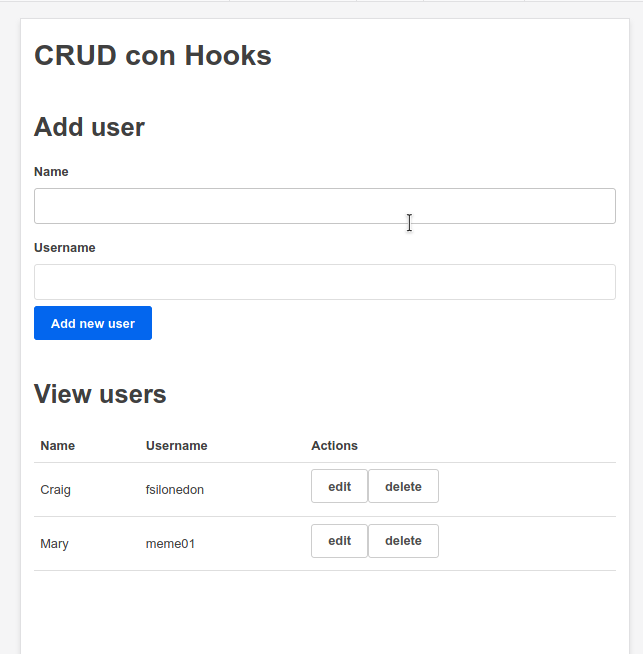 CRUD con Hooks
Add user
Name
Username
Add new user
View users
Name Username Actions
Craig fsilonedon edit delete
Mary meme01 edit delete